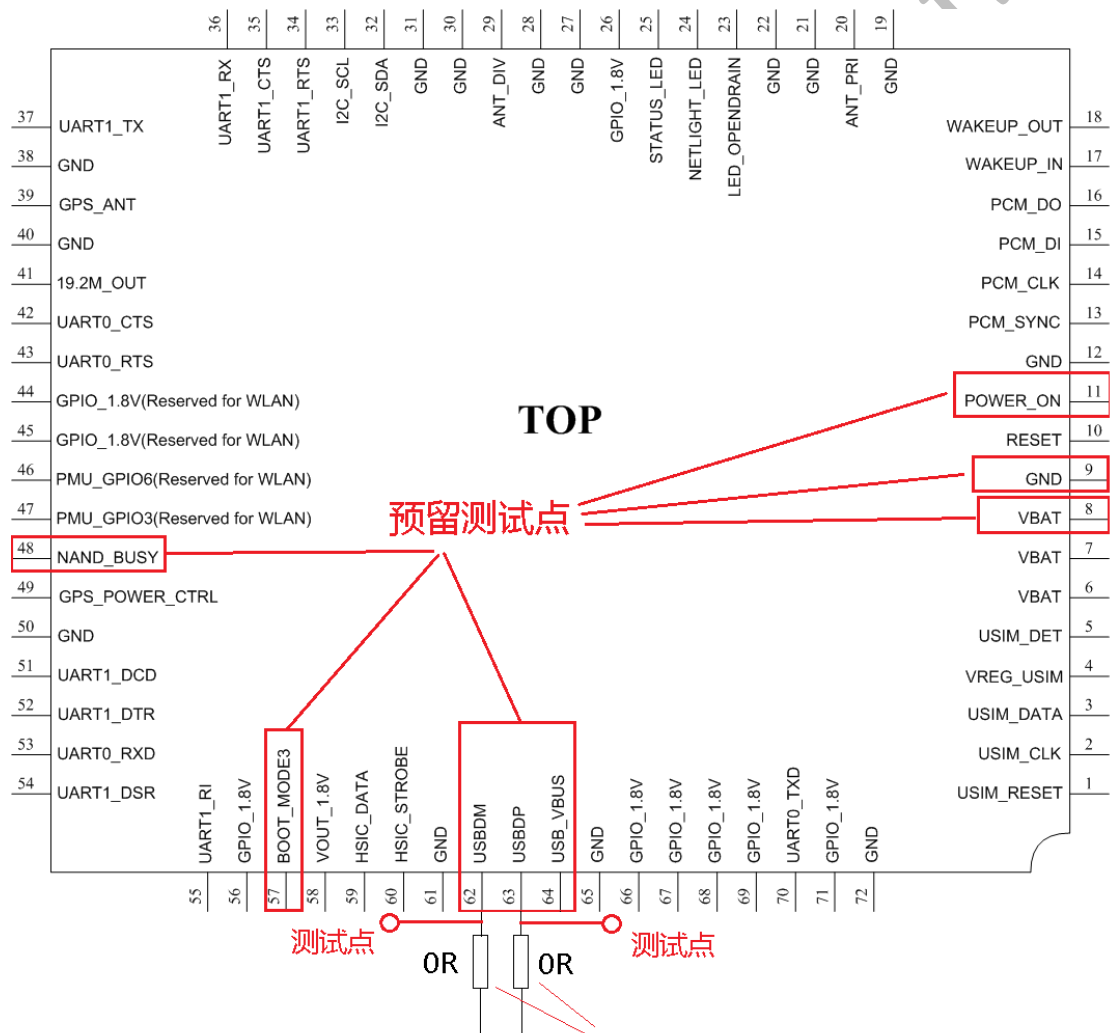 36 35 34 33 32 31 30 29 28 27 26 25 24 23 22 21 20 19
UART1_RX
UART1_CTS
UART1_RTS
I2C_SCL
I2C_SDA
GND
GND
ANT_DIV
GND
GND
GPIO_1.8V
STATUS_LED
NETLIGHT_LED
LED_OPENDRAIN
GND
GND
ANT_PRI
GND
37 UART1_TX
38 GND
39 GPS_ANT
40 GND
41 19.2M_OUT
42 UART0_CTS
43 UART0_RTS
44 GPIO_1.8V(Reserved for WLAN)
45 GPIO_1.8V(Reserved for WLAN)
46 PMU_GPIO6(Reserved for WLAN)
47 PMU_GPIO3(Reserved for WLAN)
48 NAND_BUSY
49 GPS_POWER_CTRL
50 GND
51 UART1_DCD
52 UART1_DTR
53 UART0_RXD
54 UART1_DSR
TOP
预留测试点
WAKEUP_OUT 18
WAKEUP_IN 17
PCM_DO 16
PCM_DI 15
PCM_CLK 14
PCM_SYNC 13
GND 12
POWER_ON 11
RESET 10
GND 9
VBAT 8
VBAT 7
VBAT 6
USIM_DET 5
VREG_USIM 4
USIM_DATA 3
USIM_CLK 2
USIM_RESET 1
UART1_RI
GPIO_1.8V
BOOT_MODE3
VOUT_1.8V
HSIC_DATA
HSIC_STROBE
GND
USBDM
USBDP
USB_VBUS
GND
GPIO_1.8V
GPIO_1.8V
GPIO_1.8V
GPIO_1.8V
UART0_TXD
GPIO_1.8V
GND
55 56 57 58 59 60 61 62 63 64 65 66 67 68 69 70 71 72
测试点
测试点
0R
0R